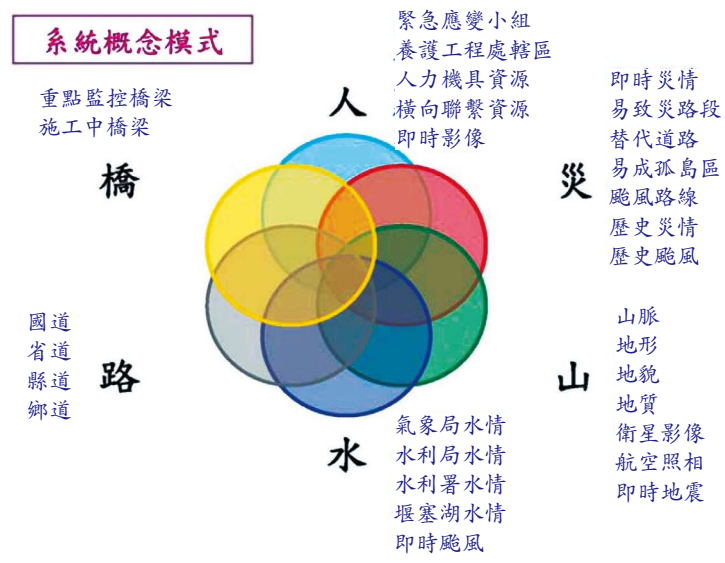 系統概念模式
人
緊急應變小組
養護工程處轄區
人力機具資源
橫向聯繫資源
即時影像
重點監控橋梁
施工中橋梁
橋
災
即時災情
易致災路段
替代道路
易成孤島區
颱風路線
歷史災情
歷史颱風
國道
省道
縣道
鄉道
路
山
山脈
地形
地貌
地質
衛星影像
航空照相
即時地震
水
氣象局水情
水利局水情
水利署水情
堰塞湖水情
即時颱風